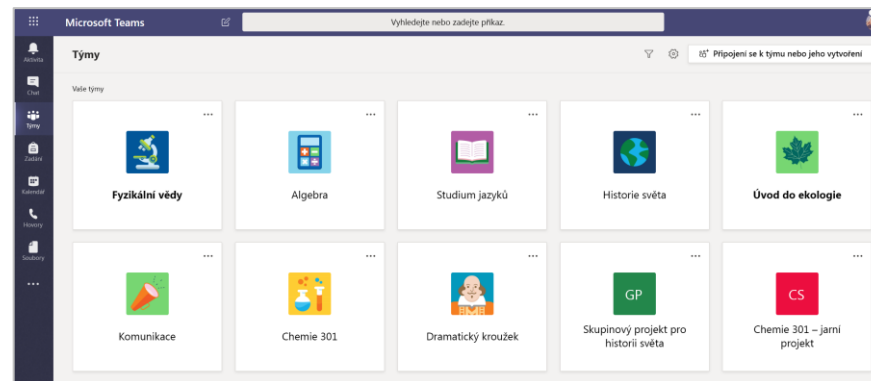 Microsoft Teams
Vyhledejte nebo zadejte příkaz.
Aktivita
Chat
Týmy
Zadání
Kalendář
Hovory
Soubory
Týmy
Připojení se k týmu nebo jeho vytvoření
Vaše týmy
Fyzikální vědy
Algebra
Studium jazyků
Historie světa
Úvod do ekologie
Komunikace
Chemie 301
Dramatický kroužek
GP
Skupinový projekt pro
historii světa
CS
Chemie 301 – jarní
projekt